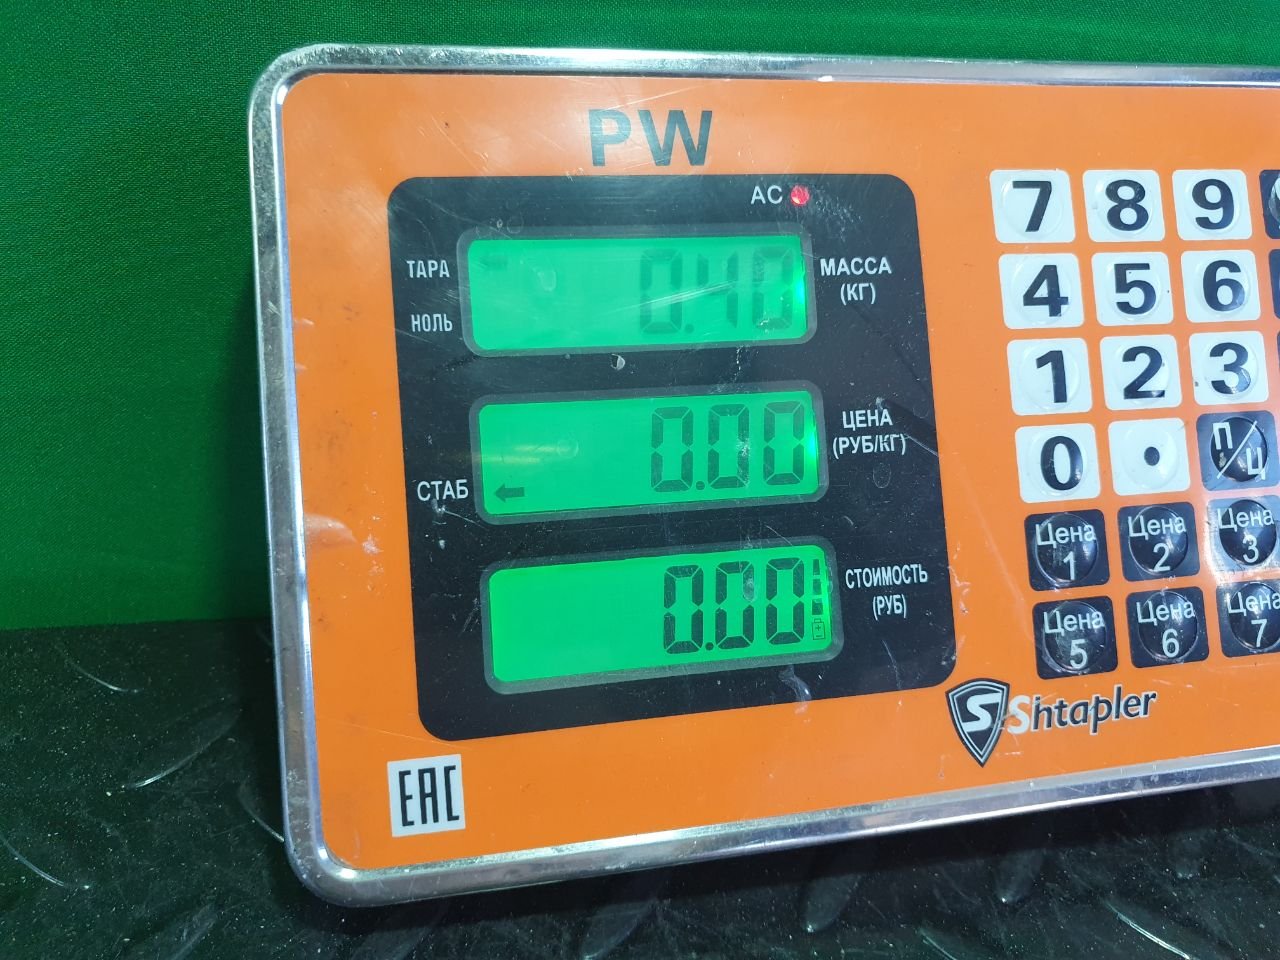 PW
AC
ТАРА
НОЛЬ
0.40
МАССА
(КГ)
СТАБ
0.00
ЦЕНА
(РУБ/КГ)
0.00
СТОИМОСТЬ
(РУБ)
7 8 9
4 5 6
1 2 3
0 . П/Ц
Цена 1 Цена 2 Цена 3
Цена 5 Цена 6 Цена 7
S Shtapler
EAC